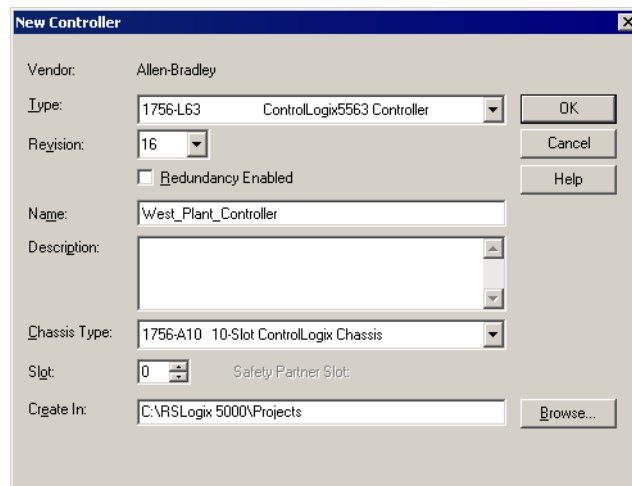 New Controller
Vendor: Allen-Bradley
Type: 1756-L63 ControlLogix5563 Controller OK
Revision: 16 Cancel
Redundancy Enabled Help
Name: West_Plant_Controller
Description:
Chassis Type: 1756-A10 10-Slot ControlLogix Chassis
Slot: 0 Safety Partner Slot:
Create In: C:\RSLogix 5000\Projects Browse...